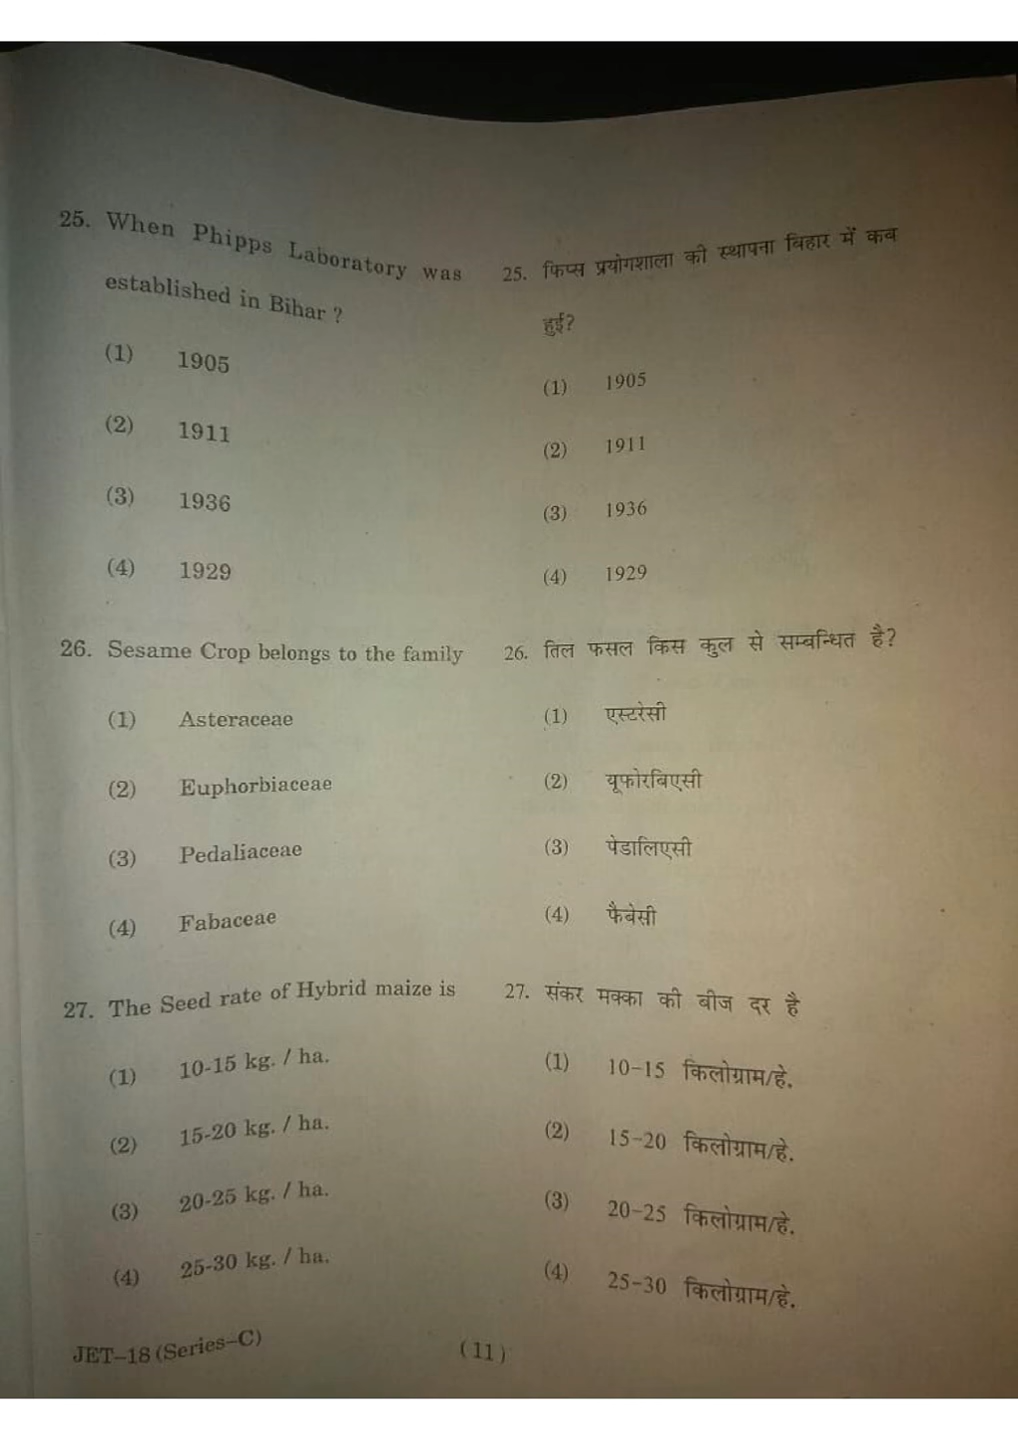 25. When Phipps Laboratory was
established in Bihar ?
(1) 1905
(2) 1911
(3) 1936
(4) 1929
26. Sesame Crop belongs to the family
(1) Asteraceae
(2) Euphorbiaceae
(3) Pedaliaceae
(4) Fabaceae
27. The Seed rate of Hybrid maize is
(1) 10-15 kg. / ha.
(2) 15-20 kg. / ha.
(3) 20-25 kg. / ha.
(4) 25-30 kg. / ha.
25. फिप्स प्रयोगशाला की स्थापना बिहार में कब
हुई?
(1) 1905
(2) 1911
(3) 1936
(4) 1929
26. तिल फसल किस कुल से सम्बन्धित है?
(1) एस्टरेसी
(2) यूफोरबिएसी
(3) पेडालिएसी
(4) फैबेसी
27. संकर मक्का की बीज दर है
(1) 10-15 किलोग्राम/हे.
(2) 15-20 किलोग्राम/हे.
(3) 20-25 किलोग्राम/हे.
(4) 25-30 किलोग्राम/हे.
JET-18 (Series-C)
( 11 )